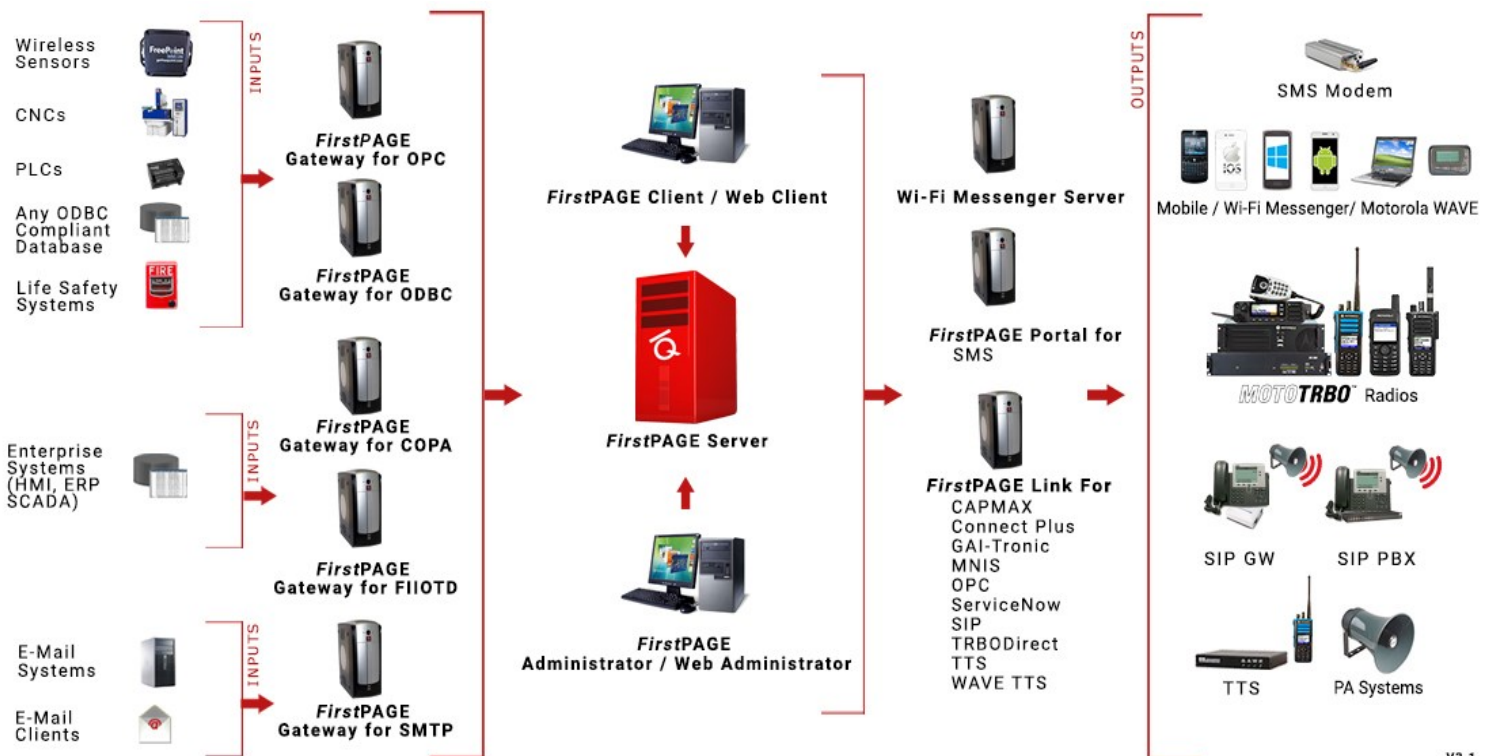 Wireless
Sensors
FreePoint
CNCs
PLCs
Any ODBC
Compliant
Database
Life Safety
Systems
FIRE
INPUTS
Enterprise
Systems
(HMI, ERP
SCADA)
INPUTS
E-Mail
Systems
E-Mail
Clients
INPUTS
FirstPAGE
Gateway for OPC
FirstPAGE
Gateway for ODBC
FirstPAGE
Gateway for COPA
FirstPAGE
Gateway for FIIOTD
FirstPAGE
Gateway for SMTP
FirstPAGE Client / Web Client
FirstPAGE Server
FirstPAGE
Administrator / Web Administrator
Wi-Fi Messenger Server
FirstPAGE Portal for
SMS
FirstPAGE Link For
CAPMAX
Connect Plus
GAI-Tronic
MNIS
OPC
ServiceNow
SIP
TRBODirect
TTS
WAVE TTS
OUTPUTS
SMS Modem
iOS
Mobile / Wi-Fi Messenger/ Motorola WAVE
MOTOTRBO™ Radios
SIP GW
SIP PBX
TTS
PA Systems